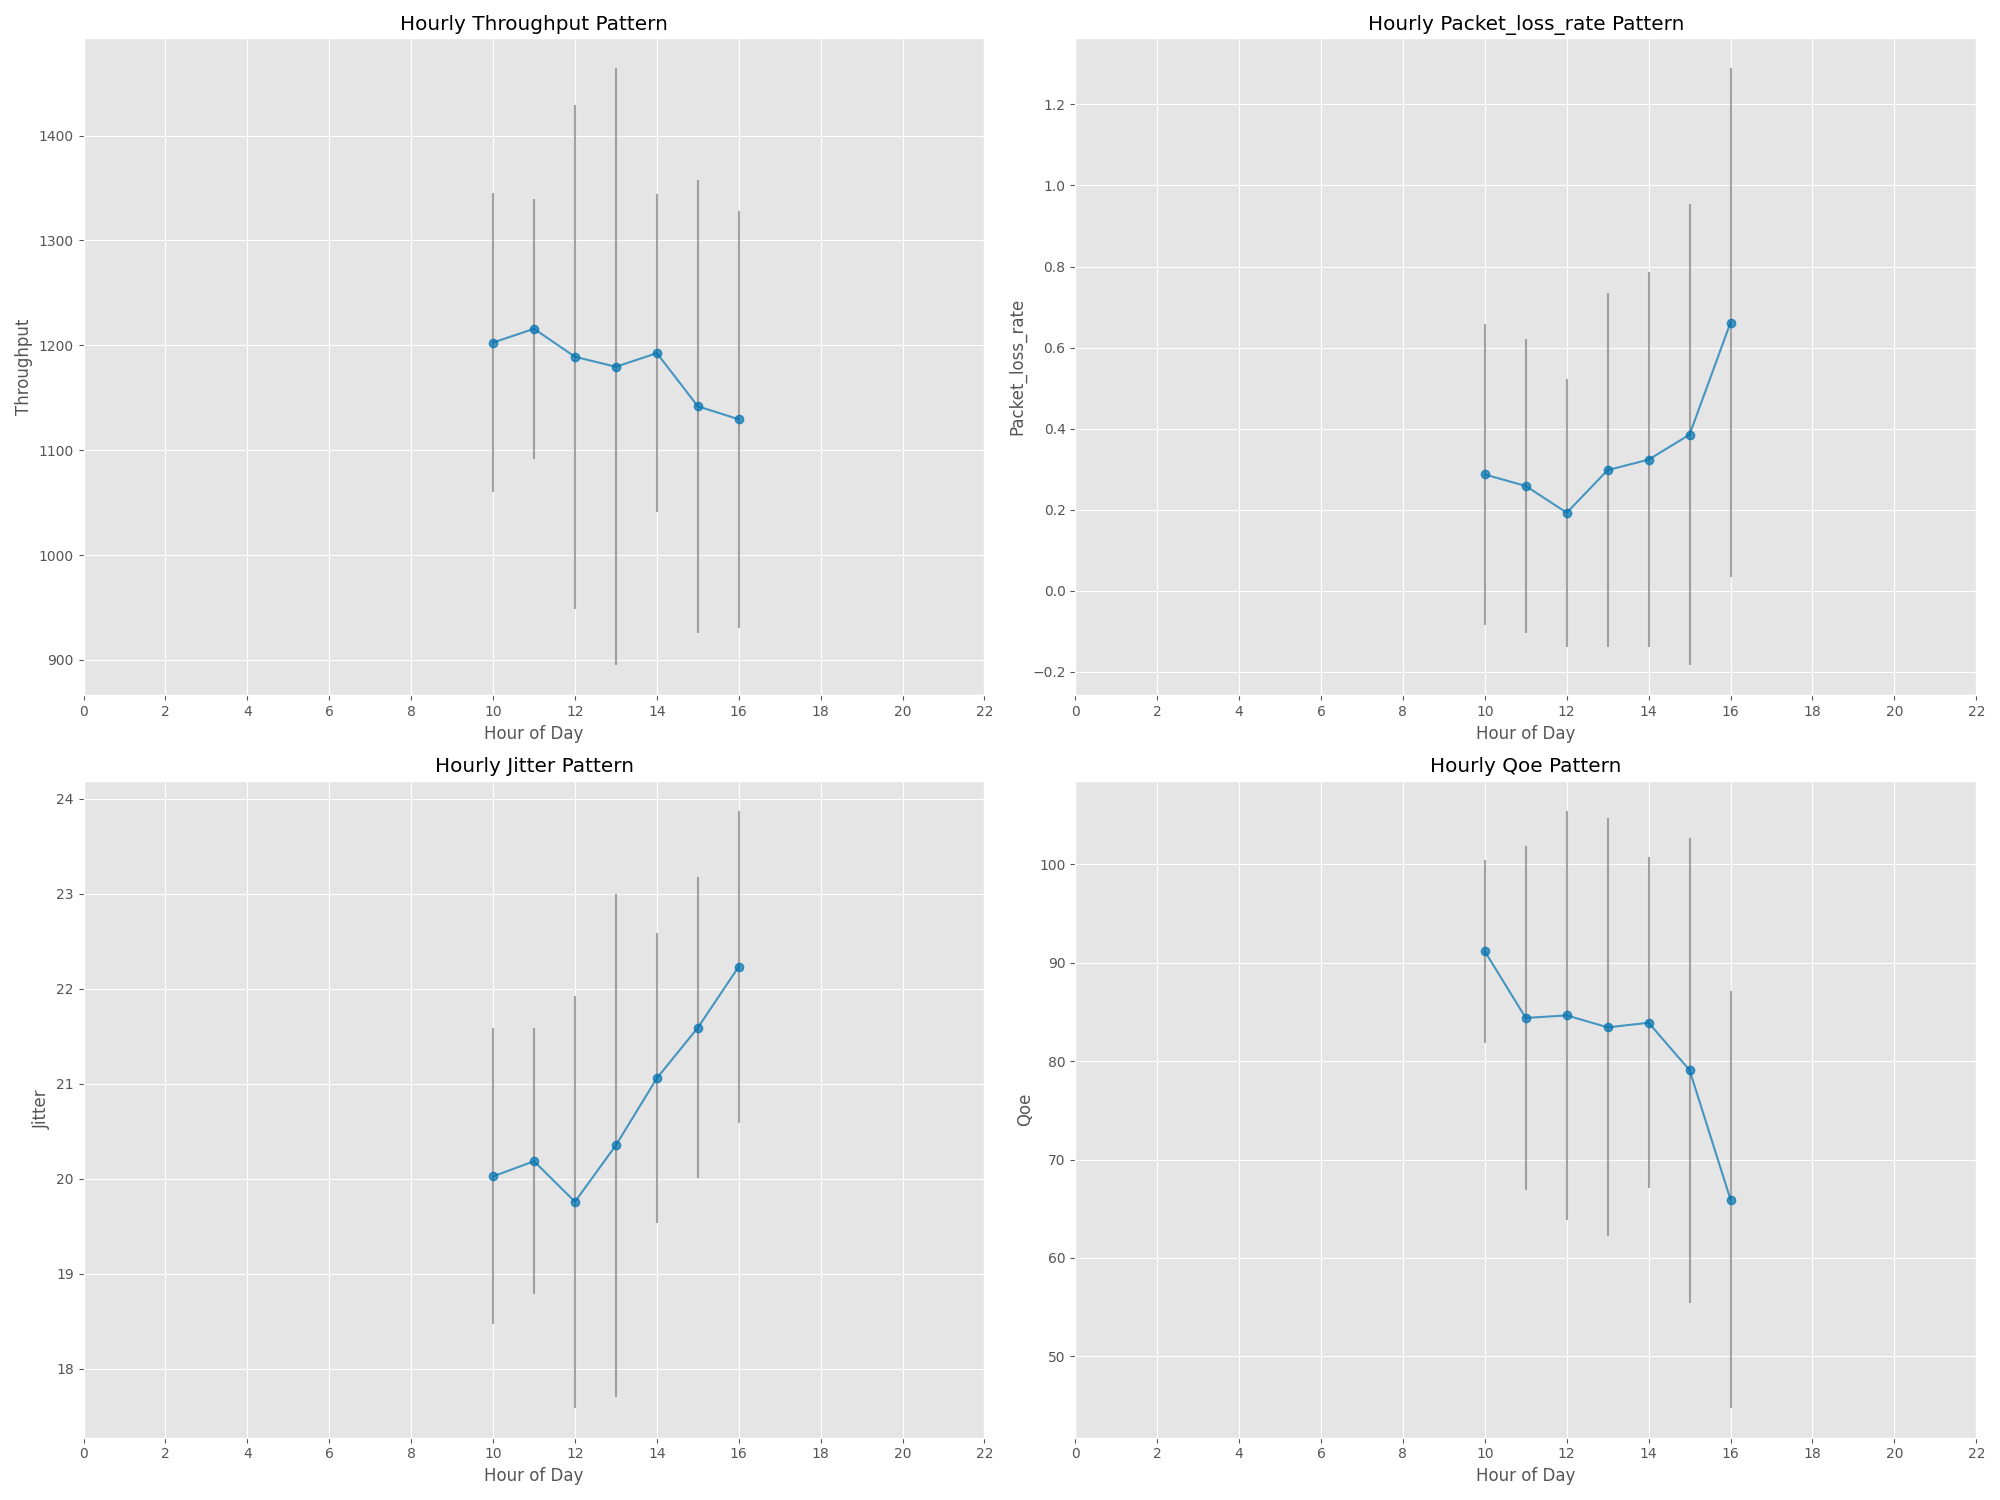 Hourly Throughput Pattern
Throughput
1400
1300
1200
1100
1000
900
0 2 4 6 8 10 12 14 16 18 20 22
Hour of Day
Hourly Packet_loss_rate Pattern
Packet_loss_rate
1.2
1.0
0.8
0.6
0.4
0.2
0.0
−0.2
0 2 4 6 8 10 12 14 16 18 20 22
Hour of Day
Hourly Jitter Pattern
Jitter
24
23
22
21
20
19
18
0 2 4 6 8 10 12 14 16 18 20 22
Hour of Day
Hourly Qoe Pattern
Qoe
100
90
80
70
60
50
0 2 4 6 8 10 12 14 16 18 20 22
Hour of Day